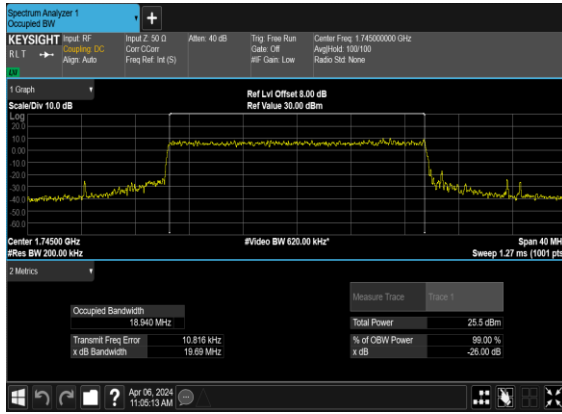 Spectrum Analyzer 1
Occupied BW
+
KEYSIGHT
Input: RF
Input Z: 50 Ω
Atten: 40 dB
Trig: Free Run
Center Freq: 1.745000000 GHz
RLT
Coupling: DC
Corr CCorr
Gate: Off
Avg|Hold: 100/100
Align: Auto
Freq Ref: Int (S)
#IF Gain: Low
Radio Std: None
1 Graph
Ref Lvl Offset 8.00 dB
Scale/Div 10.0 dB
Ref Value 30.00 dBm
Log
20.0
10.0
0.00
-10.0
-20.0
-30.0
-40.0
-50.0
-60.0
Center 1.74500 GHz
#Video BW 620.00 kHz*
Span 40 MH
#Res BW 200.00 kHz
Sweep 1.27 ms (1001 pts
2 Metrics
Measure Trace
Trace 1
Occupied Bandwidth
18.940 MHz
Total Power
25.5 dBm
Transmit Freq Error
10.816 kHz
% of OBW Power
99.00 %
x dB Bandwidth
19.69 MHz
x dB
-26.00 dB
?
Apr 06, 2024
11:05:13 AM